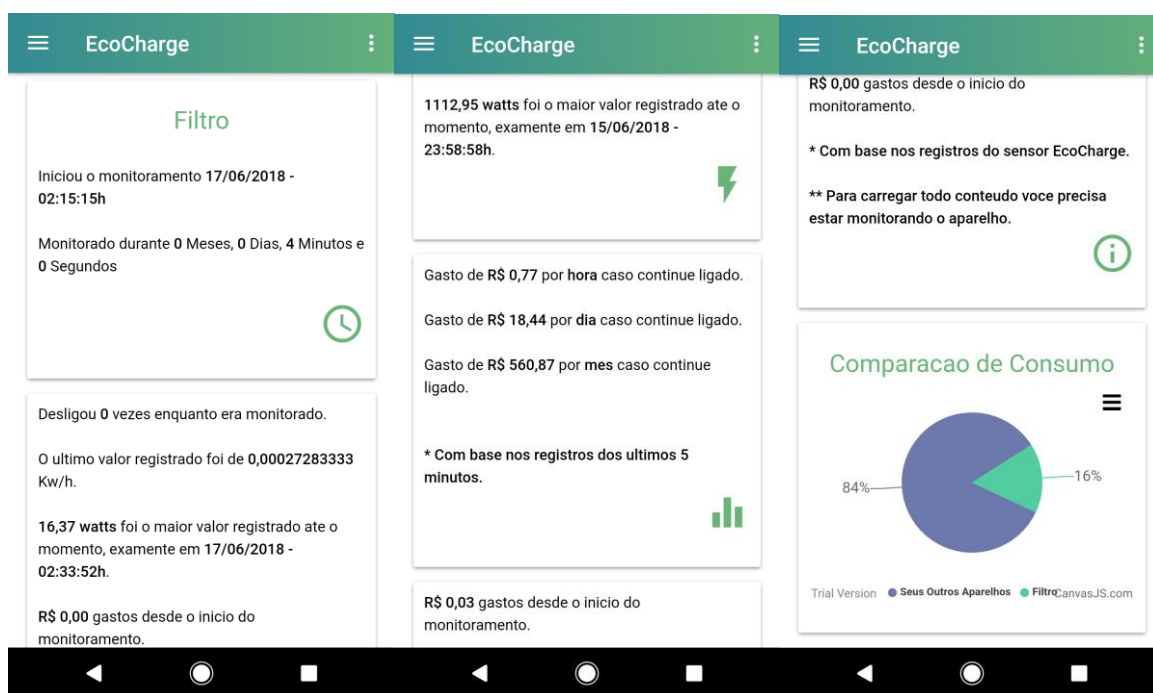 EcoCharge
Filtro
Iniciou o monitoramento 17/06/2018 -
02:15:15h
Monitorado durante 0 Meses, 0 Dias, 4 Minutos e
0 Segundos
Desligou 0 vezes enquanto era monitorado.
O ultimo valor registrado foi de 0,00027283333
Kw/h.
16,37 watts foi o maior valor registrado ate o
momento, examente em 17/06/2018 -
02:33:52h.
R$ 0,00 gastos desde o inicio do
monitoramento.
EcoCharge
1112,95 watts foi o maior valor registrado ate o
momento, examente em 15/06/2018 -
23:58:58h.
Gasto de R$ 0,77 por hora caso continue ligado.
Gasto de R$ 18,44 por dia caso continue ligado.
Gasto de R$ 560,87 por mes caso continue
ligado.
* Com base nos registros dos ultimos 5
minutos.
R$ 0,03 gastos desde o inicio do
monitoramento.
EcoCharge
R$ 0,00 gastos desde o inicio do
monitoramento.
* Com base nos registros do sensor EcoCharge.
** Para carregar todo conteudo voce precisa
estar monitorando o aparelho.
Comparacao de Consumo
84%
16%
Trial Version Seus Outros Aparelhos Filtro CanvasJS.com